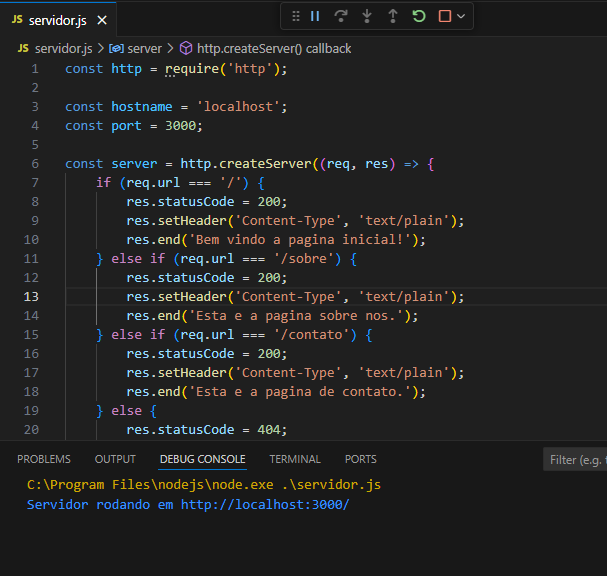 JS servidor.js
JS servidor.js > server > http.createServer() callback
1 const http = require('http');
2
3 const hostname = 'localhost';
4 const port = 3000;
5
6 const server = http.createServer((req, res) => {
7 if (req.url === '/') {
8 res.statusCode = 200;
9 res.setHeader('Content-Type', 'text/plain');
10 res.end('Bem vindo a pagina inicial!');
11 } else if (req.url === '/sobre') {
12 res.statusCode = 200;
13 res.setHeader('Content-Type', 'text/plain');
14 res.end('Esta e a pagina sobre nos.');
15 } else if (req.url === '/contato') {
16 res.statusCode = 200;
17 res.setHeader('Content-Type', 'text/plain');
18 res.end('Esta e a pagina de contato.');
19 } else {
20 res.statusCode = 404;
PROBLEMS OUTPUT DEBUG CONSOLE TERMINAL PORTS Filter (e.g.
C:\Program Files\nodejs\node.exe .\servidor.js
Servidor rodando em http://localhost:3000/